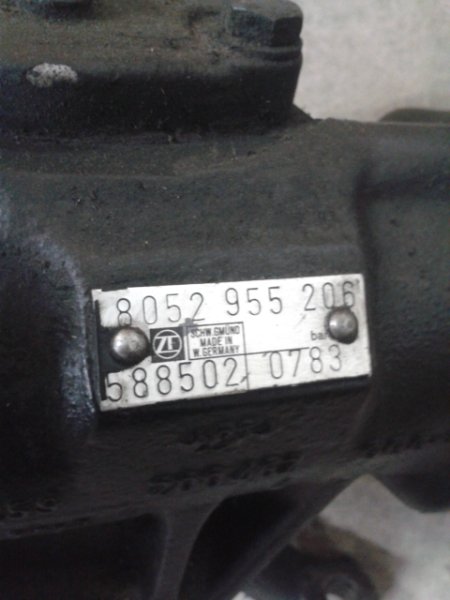 8052 955 206
ZF
SCHW.GMÜND
MADE IN
W.GERMANY
bar
588502 0783